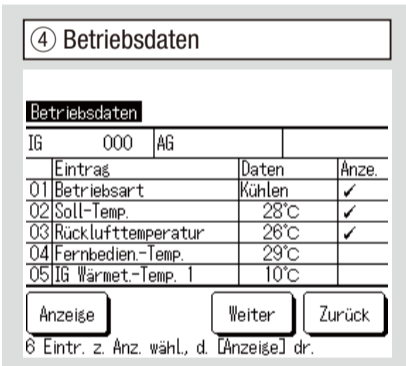 ④ Betriebsdaten
Betriebsdaten
IG 000 AG
Eintrag Daten Anze.
01 Betriebsart Kühlen ✓
02 Soll-Temp. 28°C ✓
03 Rücklufttemperatur 26°C ✓
04 Fernbedien.-Temp. 29°C
05 IG Wärmet.-Temp. 1 10°C
Anzeige Weiter Zurück
6 Eintr. z. Anz. wähl., d. [Anzeige] dr.